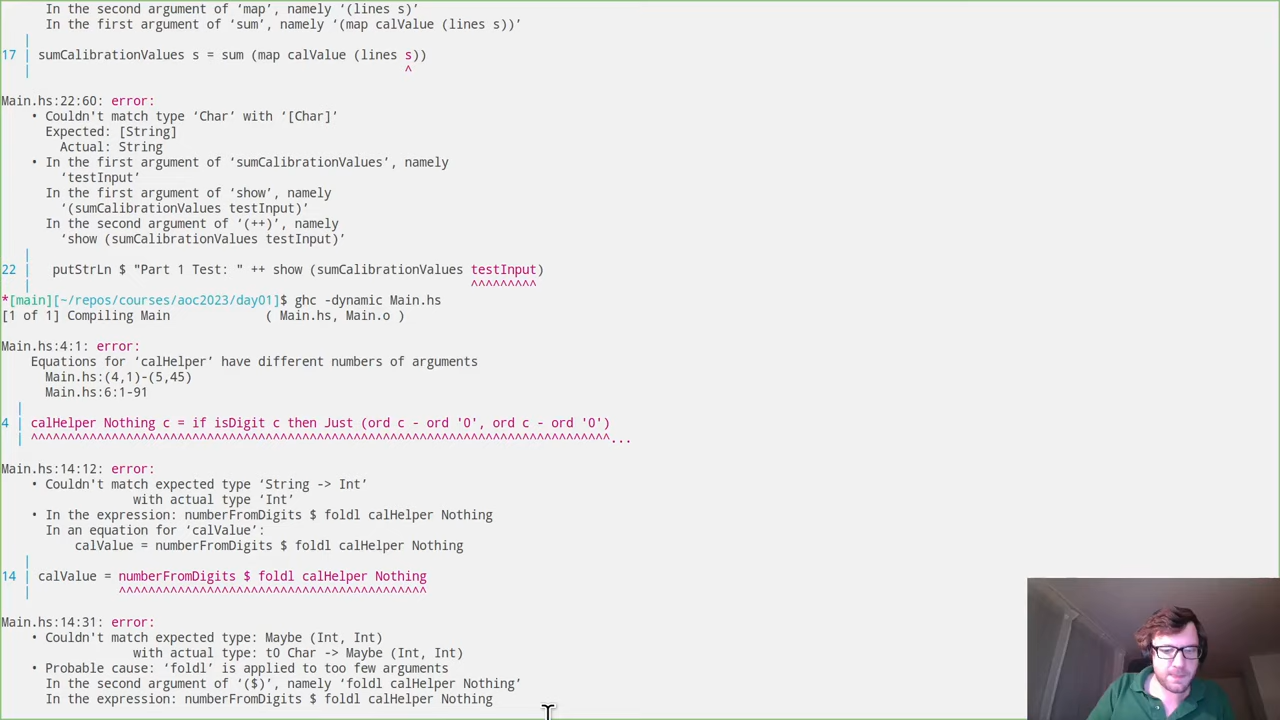 In the second argument of ‘map’, namely ‘(lines s)’
In the first argument of ‘sum’, namely ‘(map calValue (lines s))’
|
17 | sumCalibrationValues s = sum (map calValue (lines s))
| ^
Main.hs:22:60: error:
• Couldn't match type ‘Char’ with ‘[Char]’
Expected: [String]
Actual: String
• In the first argument of ‘sumCalibrationValues’, namely
‘testInput’
In the first argument of ‘show’, namely
‘(sumCalibrationValues testInput)’
In the second argument of ‘(++)’, namely
‘show (sumCalibrationValues testInput)’
|
22 | putStrLn $ "Part 1 Test: " ++ show (sumCalibrationValues testInput)
| ^^^^^^^^^
*[main][~/repos/courses/aoc2023/day01]$ ghc -dynamic Main.hs
[1 of 1] Compiling Main ( Main.hs, Main.o )
Main.hs:4:1: error:
Equations for ‘calHelper’ have different numbers of arguments
Main.hs:(4,1)-(5,45)
Main.hs:6:1-91
|
4 | calHelper Nothing c = if isDigit c then Just (ord c - ord '0', ord c - ord '0')
| ^^^^^^^^^^^^^^^^^^^^^^^^^^^^^^^^^^^^^^^^^^^^^^^^^^^^^^^^^^^^^^^^^^^^^^^^^^^^^^^...
Main.hs:14:12: error:
• Couldn't match expected type ‘String -> Int’
with actual type ‘Int’
• In the expression: numberFromDigits $ foldl calHelper Nothing
In an equation for ‘calValue’:
calValue = numberFromDigits $ foldl calHelper Nothing
|
14 | calValue = numberFromDigits $ foldl calHelper Nothing
| ^^^^^^^^^^^^^^^^^^^^^^^^^^^^^^^^^^^^^^^^^^
Main.hs:14:31: error:
• Couldn't match expected type: Maybe (Int, Int)
with actual type: t0 Char -> Maybe (Int, Int)
• Probable cause: ‘foldl’ is applied to too few arguments
In the second argument of ‘($)’, namely ‘foldl calHelper Nothing’
In the expression: numberFromDigits $ foldl calHelper Nothing